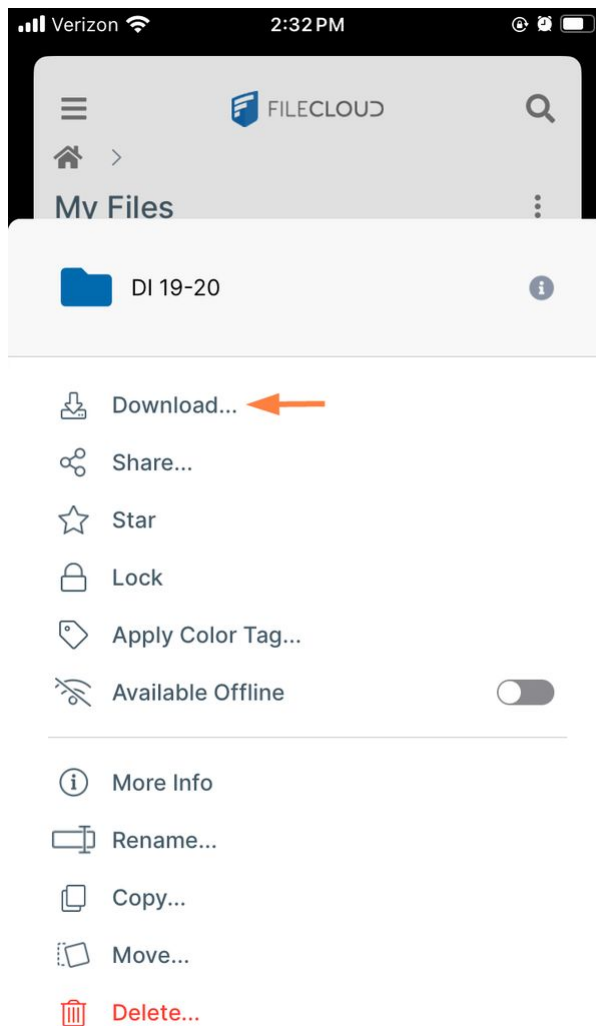 Verizon 2:32 PM
FILECLOUD
My Files
DI 19-20
Download...
Share...
Star
Lock
Apply Color Tag...
Available Offline
More Info
Rename...
Copy...
Move...
Delete...